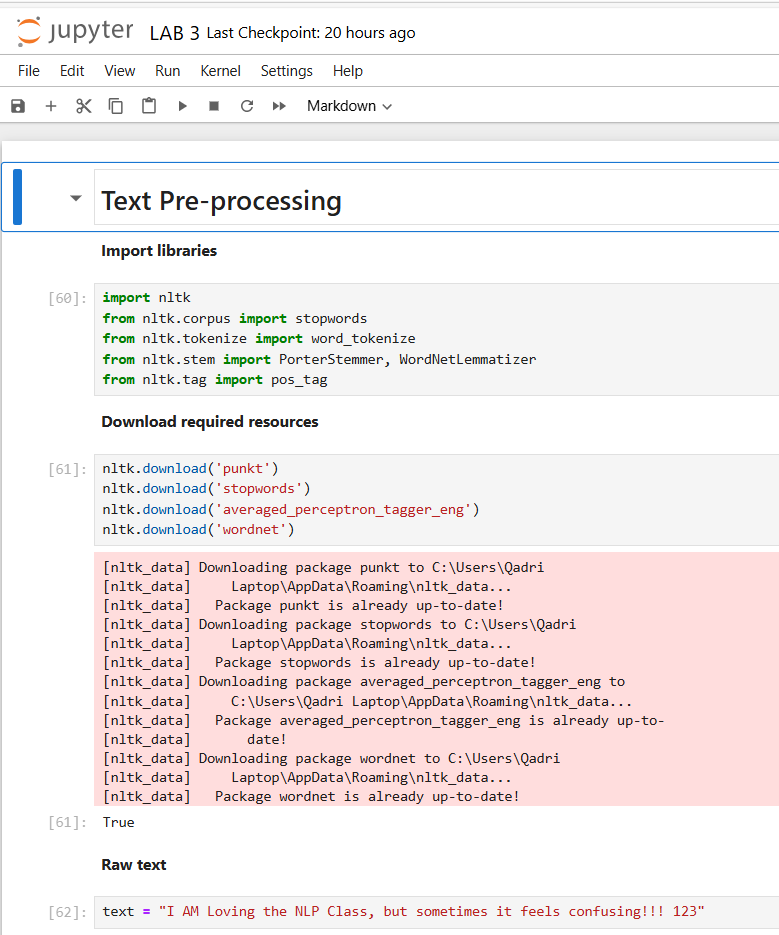 jupyter LAB 3 Last Checkpoint: 20 hours ago
File Edit View Run Kernel Settings Help
Markdown
Text Pre-processing
Import libraries
[60]: import nltk
from nltk.corpus import stopwords
from nltk.tokenize import word_tokenize
from nltk.stem import PorterStemmer, WordNetLemmatizer
from nltk.tag import pos_tag
Download required resources
[61]: nltk.download('punkt')
nltk.download('stopwords')
nltk.download('averaged_perceptron_tagger_eng')
nltk.download('wordnet')
[nltk_data] Downloading package punkt to C:\Users\Qadri
[nltk_data]     Laptop\AppData\Roaming\nltk_data...
[nltk_data]   Package punkt is already up-to-date!
[nltk_data] Downloading package stopwords to C:\Users\Qadri
[nltk_data]     Laptop\AppData\Roaming\nltk_data...
[nltk_data]   Package stopwords is already up-to-date!
[nltk_data] Downloading package averaged_perceptron_tagger_eng to
[nltk_data]     C:\Users\Qadri Laptop\AppData\Roaming\nltk_data...
[nltk_data]   Package averaged_perceptron_tagger_eng is already up-to-
[nltk_data]       date!
[nltk_data] Downloading package wordnet to C:\Users\Qadri
[nltk_data]     Laptop\AppData\Roaming\nltk_data...
[nltk_data]   Package wordnet is already up-to-date!
[61]: True
Raw text
[62]: text = "I AM Loving the NLP Class, but sometimes it feels confusing!!! 123"